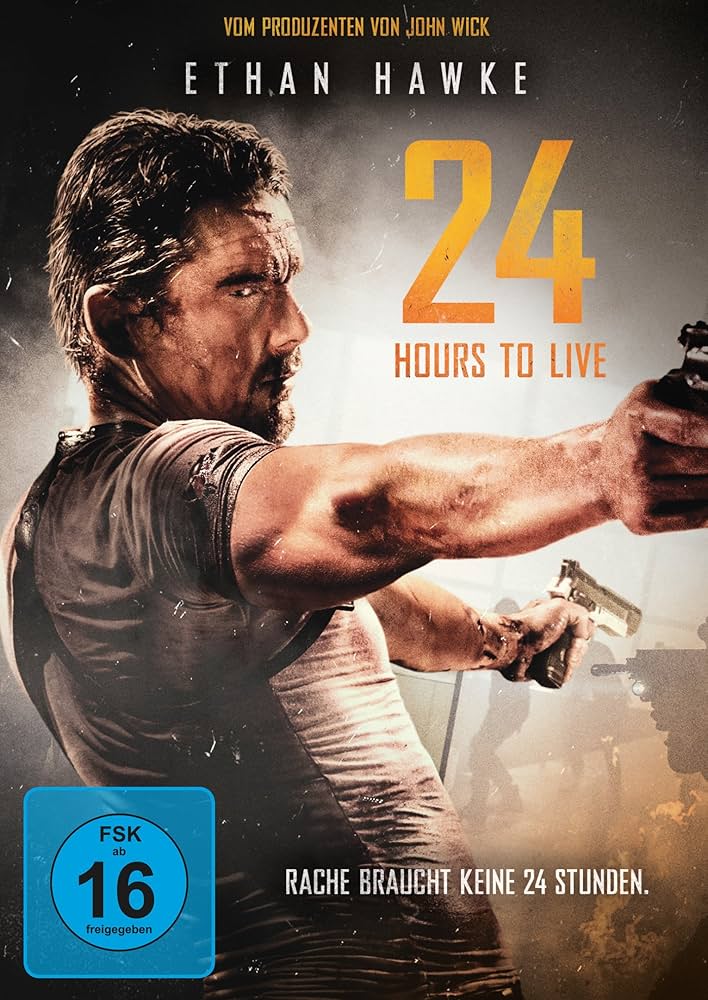 VOM PRODUZENTEN VON JOHN WICK
ETHAN HAWKE
24
HOURS TO LIVE
RACHE BRAUCHT KEINE 24 STUNDEN.
FSK
ab
16
freigegeben